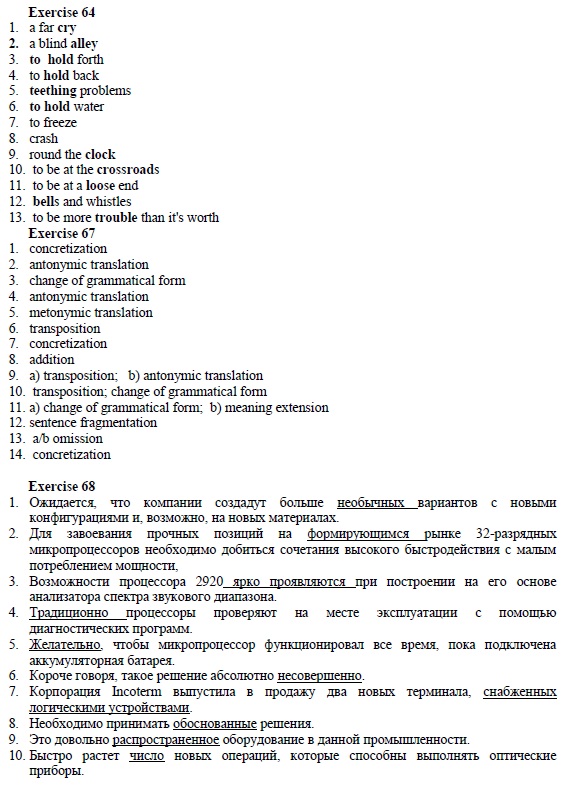 Exercise 64
1. a far cry
2. a blind alley
3. to hold forth
4. to hold back
5. teething problems
6. to hold water
7. to freeze
8. crash
9. round the clock
10. to be at the crossroads
11. to be at a loose end
12. bells and whistles
13. to be more trouble than it's worth
Exercise 67
1. concretization
2. antonymic translation
3. change of grammatical form
4. antonymic translation
5. metonymic translation
6. transposition
7. concretization
8. addition
9. a) transposition; b) antonymic translation
10. transposition; change of grammatical form
11. a) change of grammatical form; b) meaning extension
12. sentence fragmentation
13. a/b omission
14. concretization
Exercise 68
1. Ожидается, что компании создадут больше необычных вариантов с новыми
конфигурациями и, возможно, на новых материалах.
2. Для завоевания прочных позиций на формирующимся рынке 32-разрядных
микропроцессоров необходимо добиться сочетания высокого быстродействия с малым
потреблением мощности,
3. Возможности процессора 2920 ярко проявляются при построении на его основе
анализатора спектра звукового диапазона.
4. Традиционно процессоры проверяют на месте эксплуатации с помощью
диагностических программ.
5. Желательно, чтобы микропроцессор функционировал все время, пока подключена
аккумуляторная батарея.
6. Короче говоря, такое решение абсолютно несовершенно.
7. Корпорация Incoterm выпустила в продажу два новых терминала, снабженных
логическими устройствами.
8. Необходимо принимать обоснованные решения.
9. Это довольно распространенное оборудование в данной промышленности.
10. Быстро растет число новых операций, которые способны выполнять оптические
приборы.